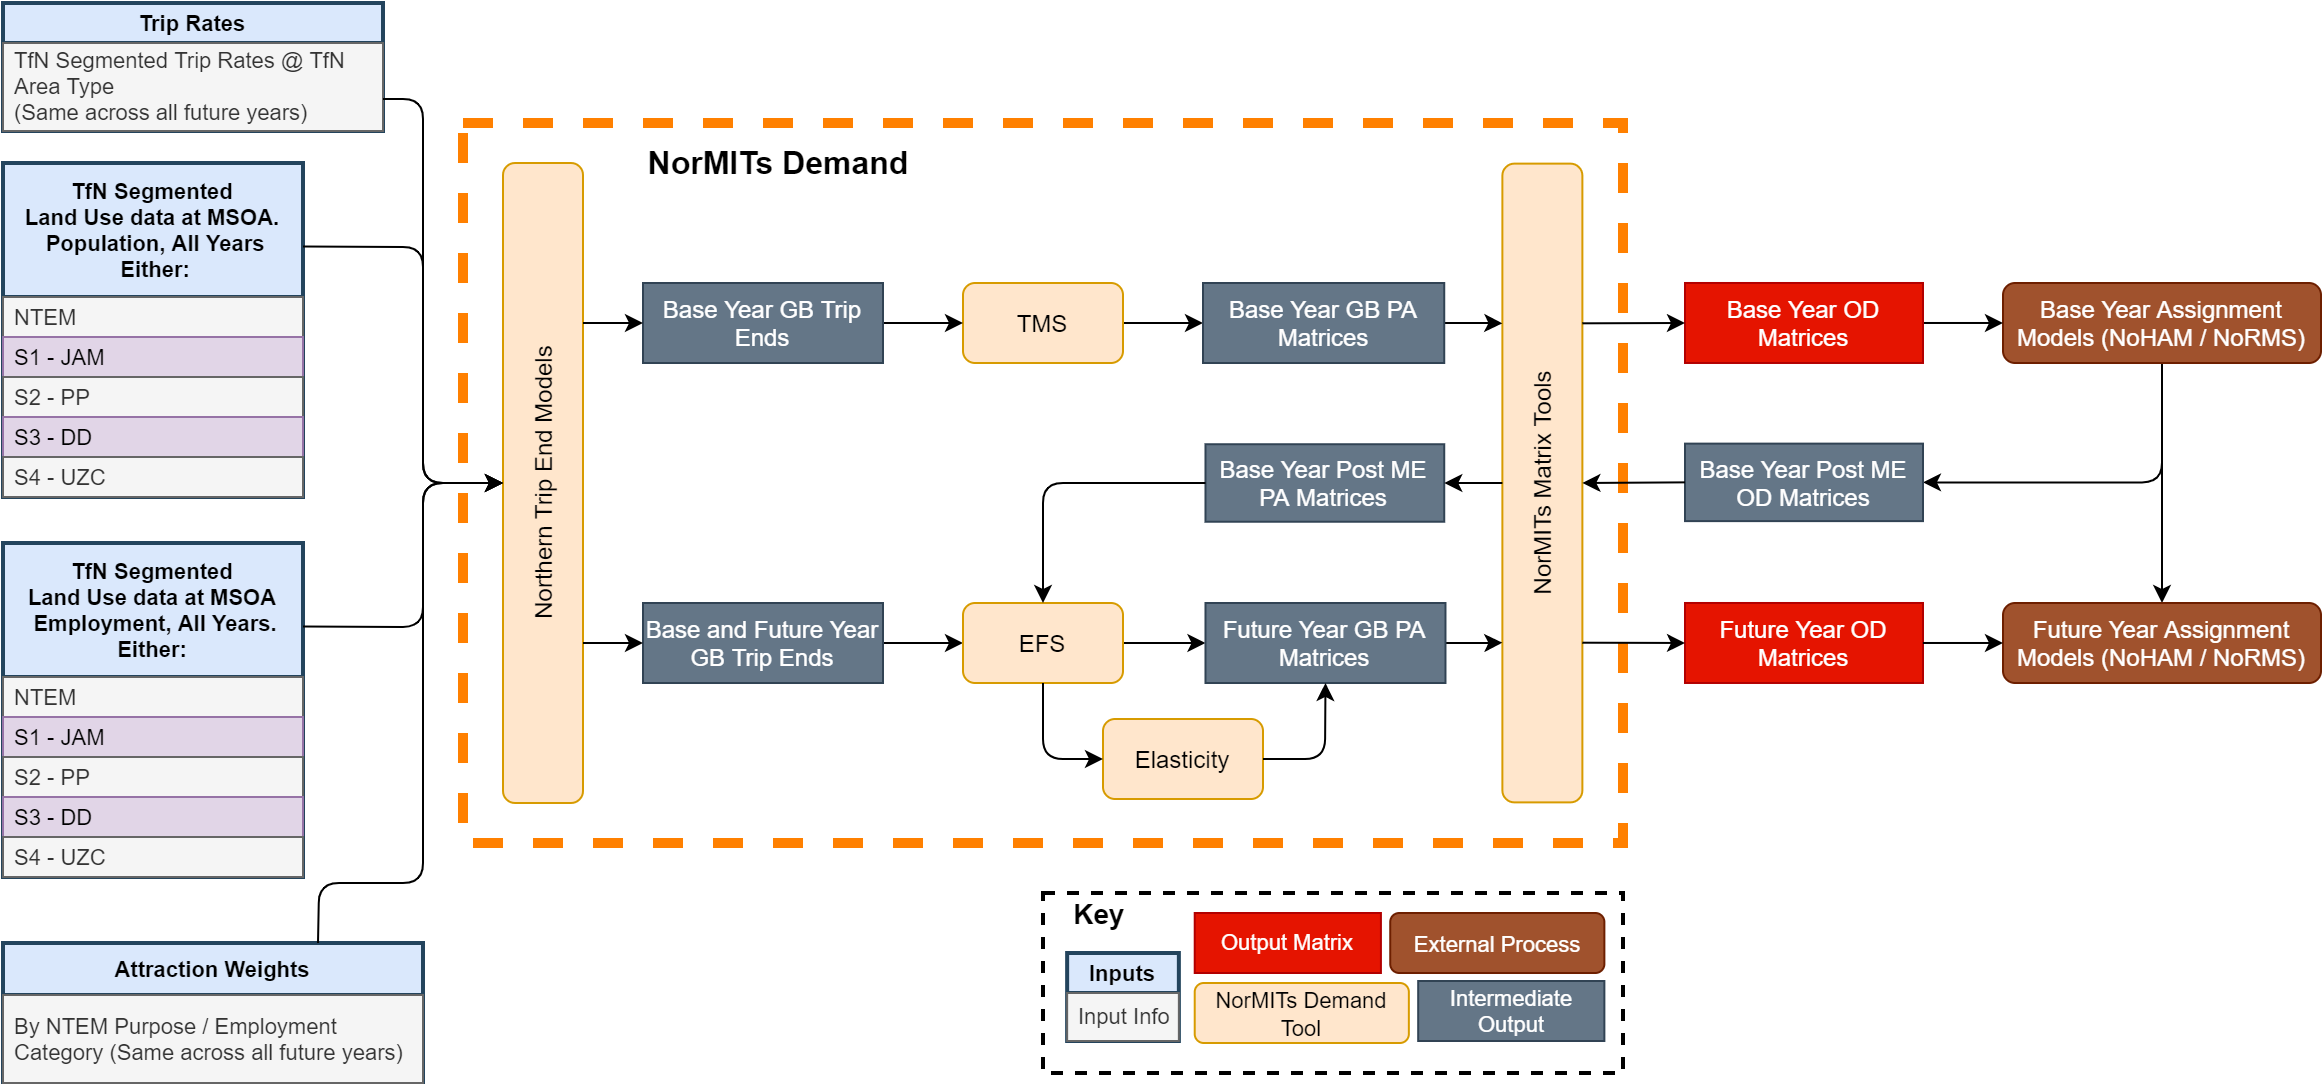 Trip Rates
TfN Segmented Trip Rates @ TfN
Area Type
(Same across all future years)
TfN Segmented
Land Use data at MSOA.
Population, All Years
Either:
NTEM
S1 - JAM
S2 - PP
S3 - DD
S4 - UZC
TfN Segmented
Land Use data at MSOA
Employment, All Years.
Either:
NTEM
S1 - JAM
S2 - PP
S3 - DD
S4 - UZC
Attraction Weights
By NTEM Purpose / Employment
Category (Same across all future years)
NorMITs Demand
Northern Trip End Models
Base Year GB Trip
Ends
TMS
Base Year GB PA
Matrices
NorMITs Matrix Tools
Base Year OD
Matrices
Base Year Assignment
Models (NoHAM / NoRMS)
Base Year Post ME
PA Matrices
Base Year Post ME
OD Matrices
Base and Future Year
GB Trip Ends
EFS
Future Year GB PA
Matrices
Future Year OD
Matrices
Future Year Assignment
Models (NoHAM / NoRMS)
Elasticity
Key
Inputs
Input Info
Output Matrix
External Process
NorMITs Demand
Tool
Intermediate
Output